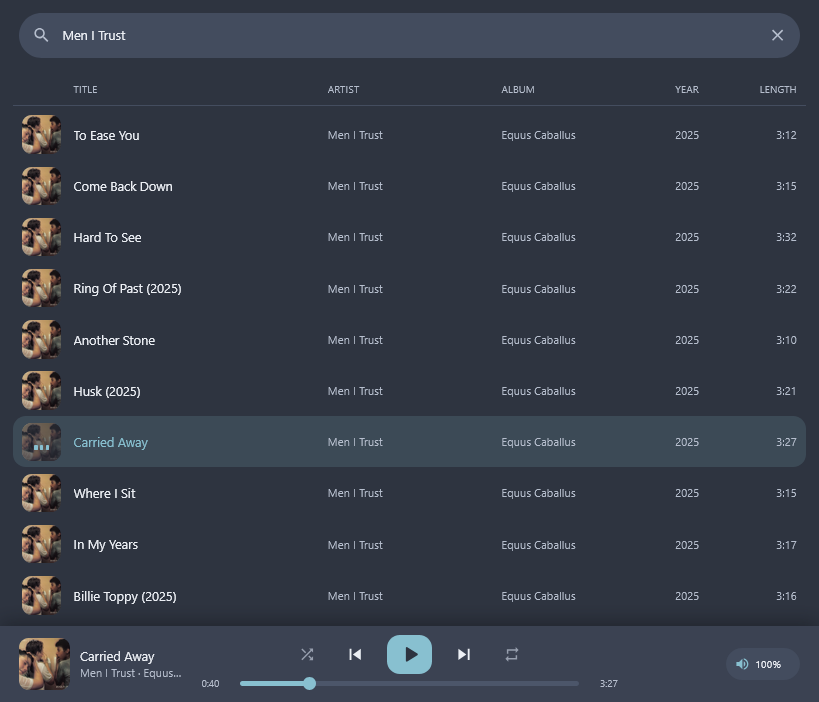 Men I Trust
TITLE ARTIST ALBUM YEAR LENGTH
To Ease You Men I Trust Equus Caballus 2025 3:12
Come Back Down Men I Trust Equus Caballus 2025 3:15
Hard To See Men I Trust Equus Caballus 2025 3:32
Ring Of Past (2025) Men I Trust Equus Caballus 2025 3:22
Another Stone Men I Trust Equus Caballus 2025 3:10
Husk (2025) Men I Trust Equus Caballus 2025 3:21
Carried Away Men I Trust Equus Caballus 2025 3:27
Where I Sit Men I Trust Equus Caballus 2025 3:15
In My Years Men I Trust Equus Caballus 2025 3:17
Billie Toppy (2025) Men I Trust Equus Caballus 2025 3:16
Carried Away
Men I Trust · Equus...
0:40 3:27
100%